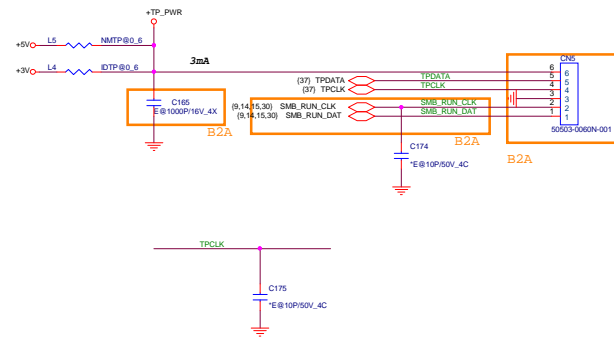 +TP_PWR
+5V L5 NMTP@0_6
+3V L4 IDTP@0_6
3mA
CN5
6 6
(37) TPDATA TPDATA 5 5
(37) TPCLK TPCLK 4 4
3 3
(9,14,15,30) SMB_RUN_CLK SMB_RUN_CLK 2 2
(9,14,15,30) SMB_RUN_DAT SMB_RUN_DAT 1 1
50503-0060N-001
C165
*E@1000P/16V_4X
B2A
B2A
B2A
C174
*E@10P/50V_4C
TPCLK
C175
*E@10P/50V_4C